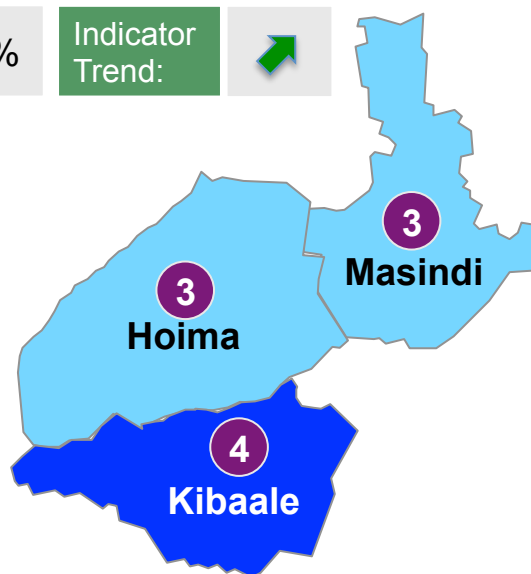 %
Indicator
Trend:
3
Masindi
3
Hoima
4
Kibaale